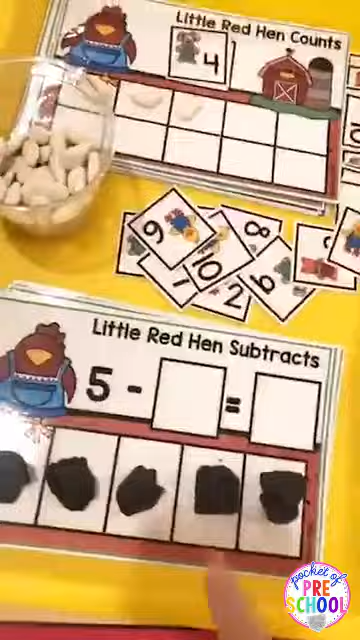 Little Red Hen Counts
4
6
8
10
9
7
2
Little Red Hen Subtracts
5 - =
pocket of
PRE
SCHOOL